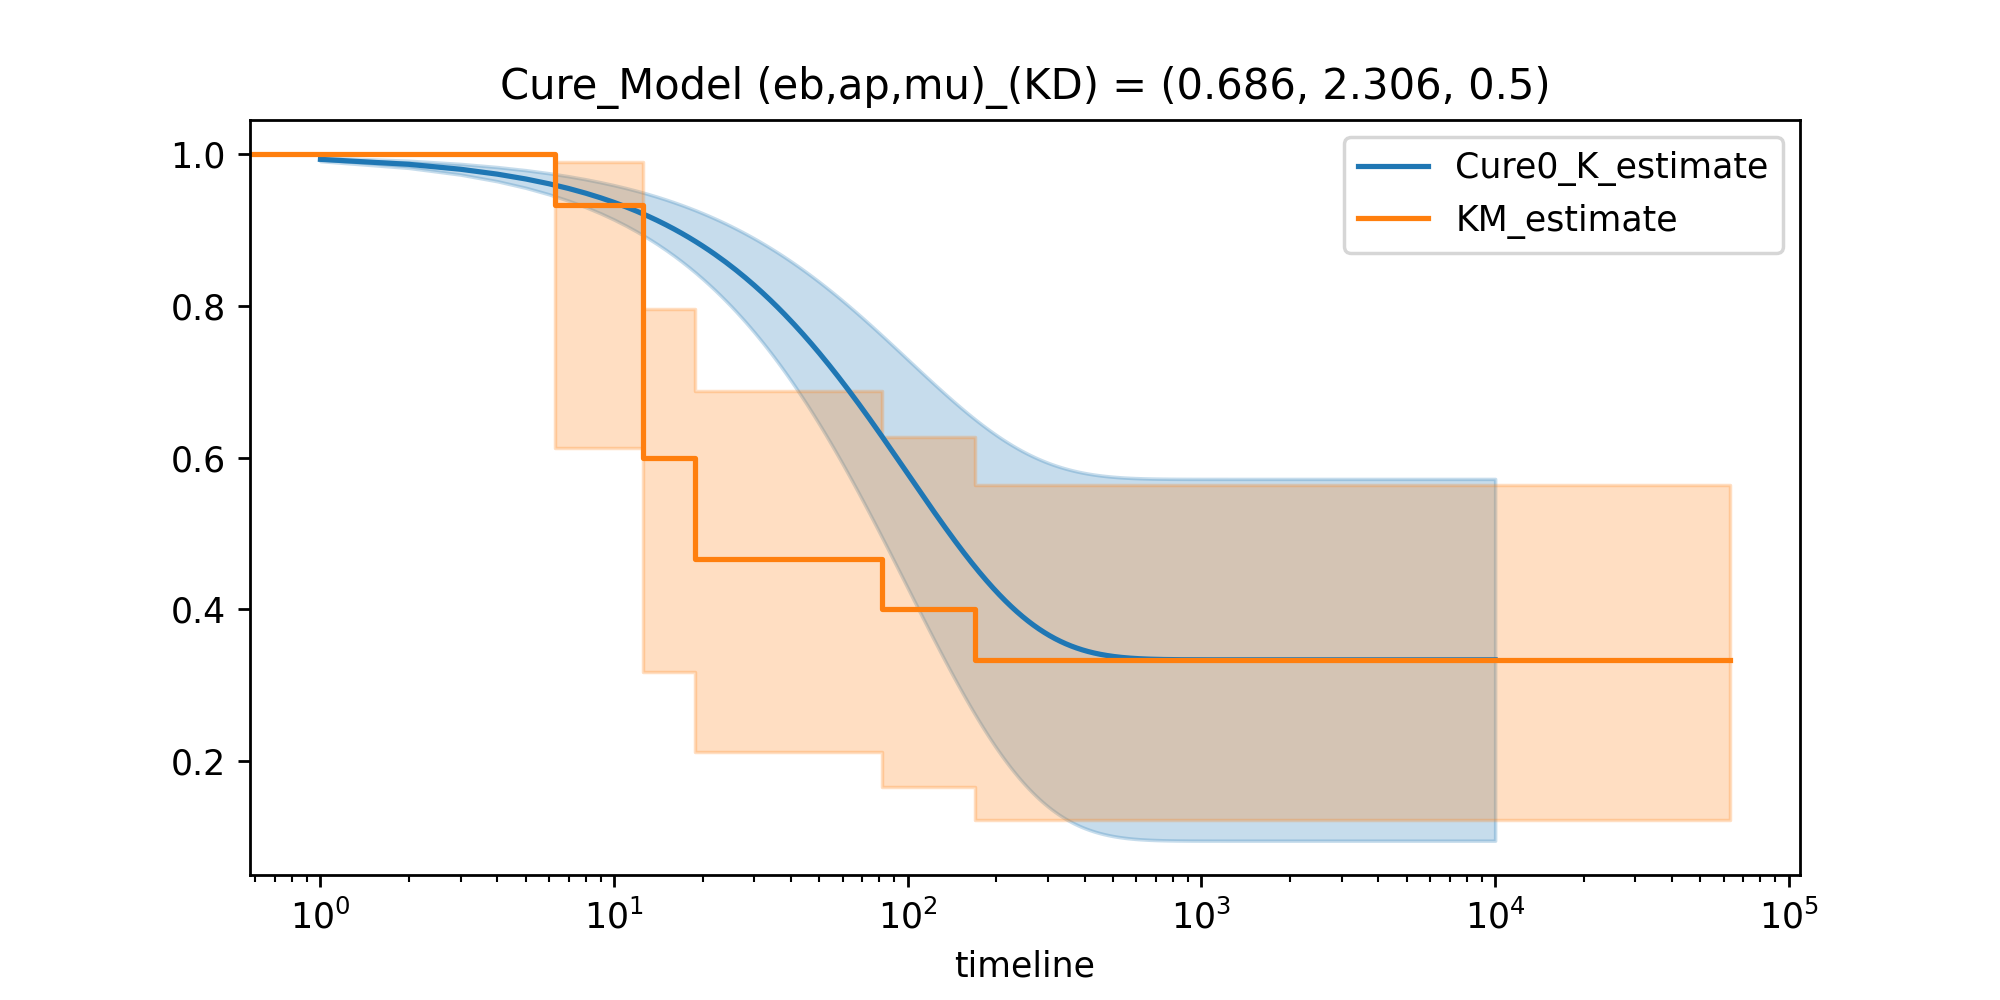 Cure_Model (eb,ap,mu)_(KD) = (0.686, 2.306, 0.5)
Cure0_K_estimate
KM_estimate
1.0
0.8
0.6
0.4
0.2
10⁰ 10¹ 10² 10³ 10⁴ 10⁵
timeline